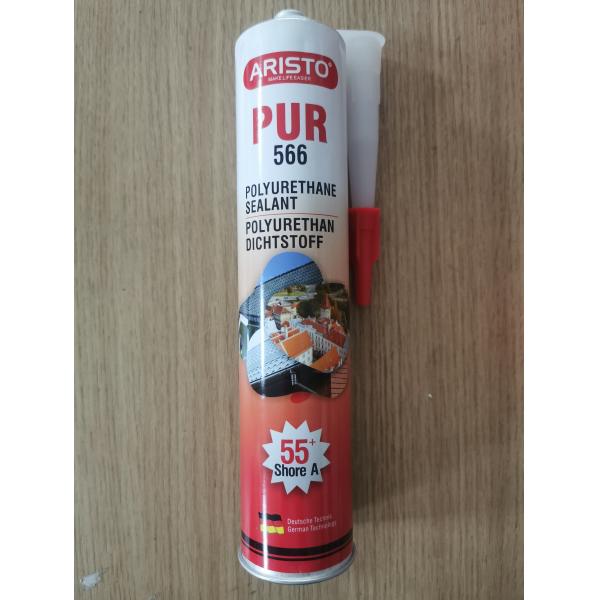 ARISTO®
MAKE LIFE EASIER
PUR
566
POLYURETHANE
SEALANT
POLYURETHAN
DICHTSTOFF
55+
Shore A
Deutsche Technik
German Technology